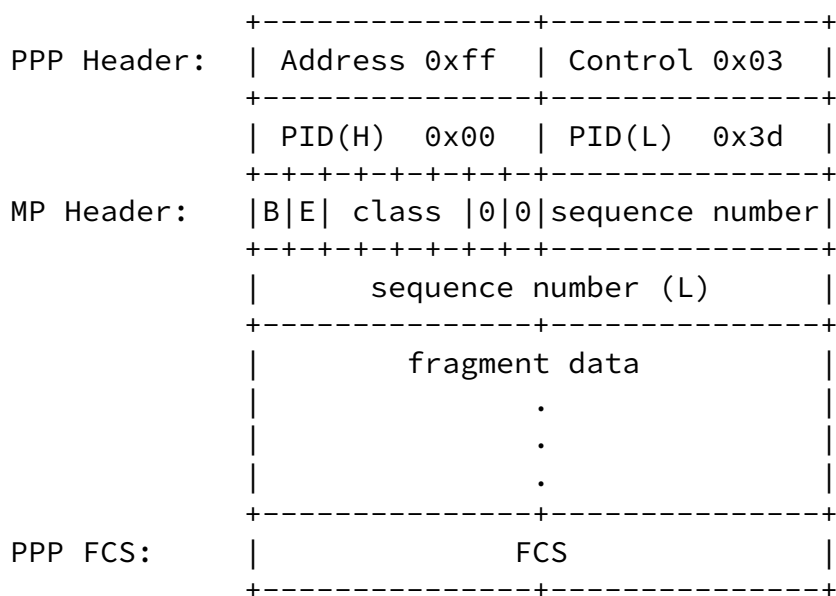 +---------------+---------------+
PPP Header:   | Address 0xff  | Control 0x03  |
              +---------------+---------------+
              | PID(H)  0x00  | PID(L)  0x3d  |
              +-+-+-+-+-+-+-+-+---------------+
MP Header:    |B|E| class |0|0|sequence number|
              +-+-+-+-+-+-+-+-+---------------+
              |      sequence number (L)      |
              +---------------+---------------+
              |        fragment data          |
              |               .               |
              |               .               |
              |               .               |
              +---------------+---------------+
PPP FCS:      |              FCS              |
              +---------------+---------------+